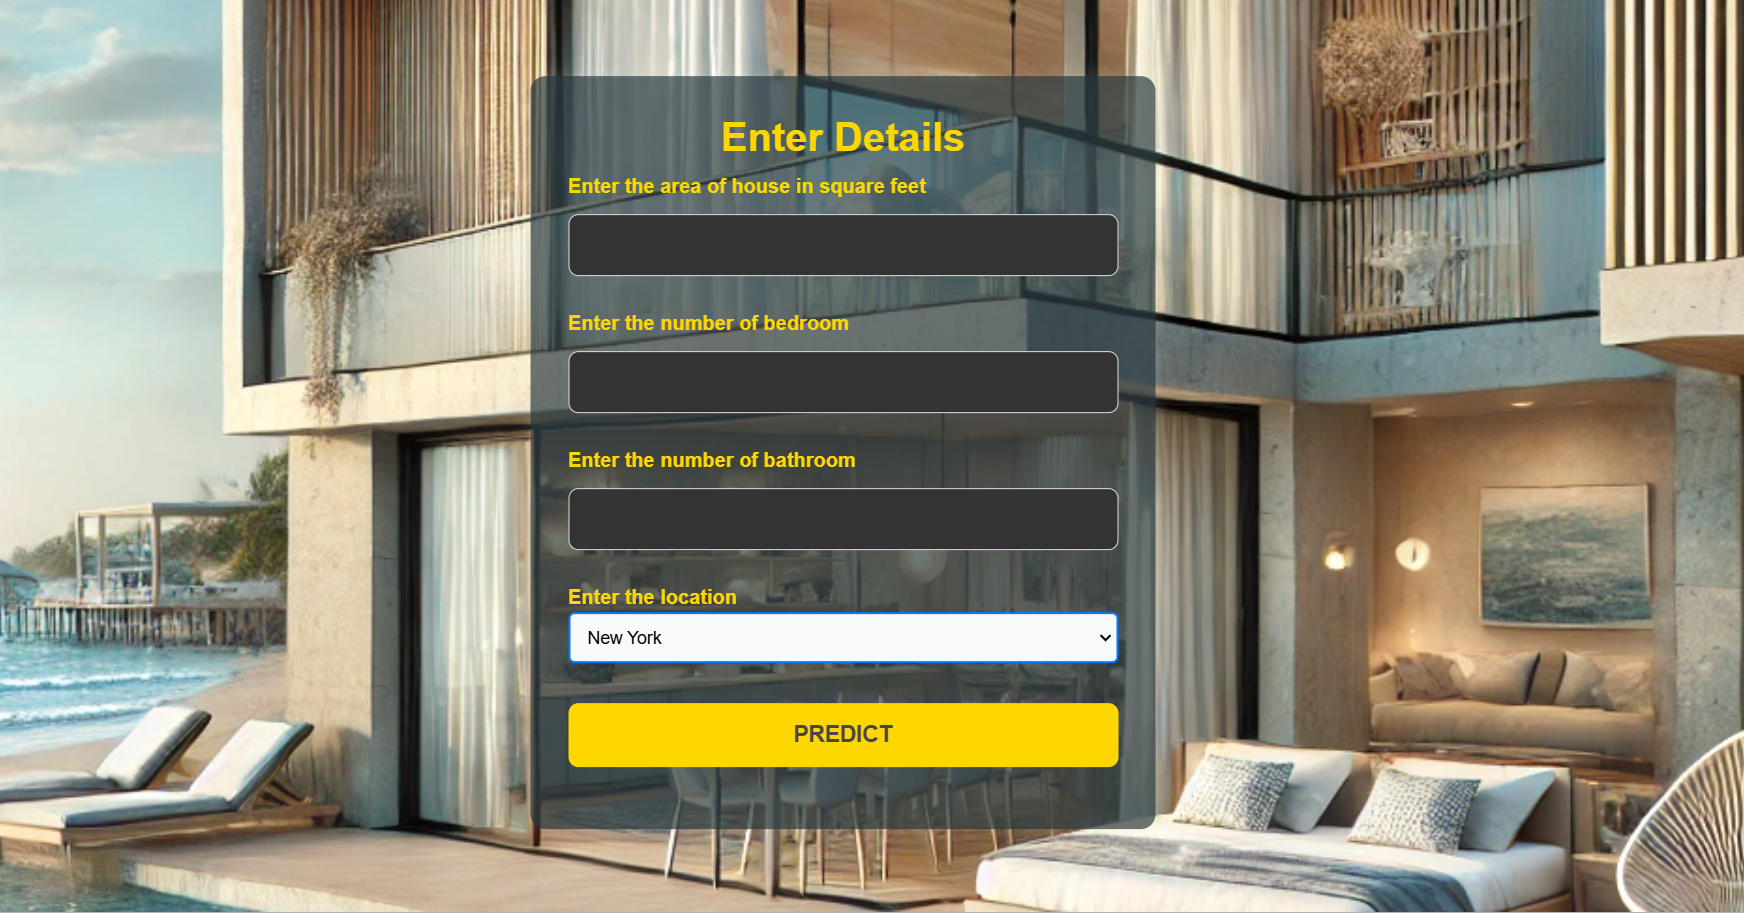 Enter Details
Enter the area of house in square feet
Enter the number of bedroom
Enter the number of bathroom
Enter the location
New York
PREDICT